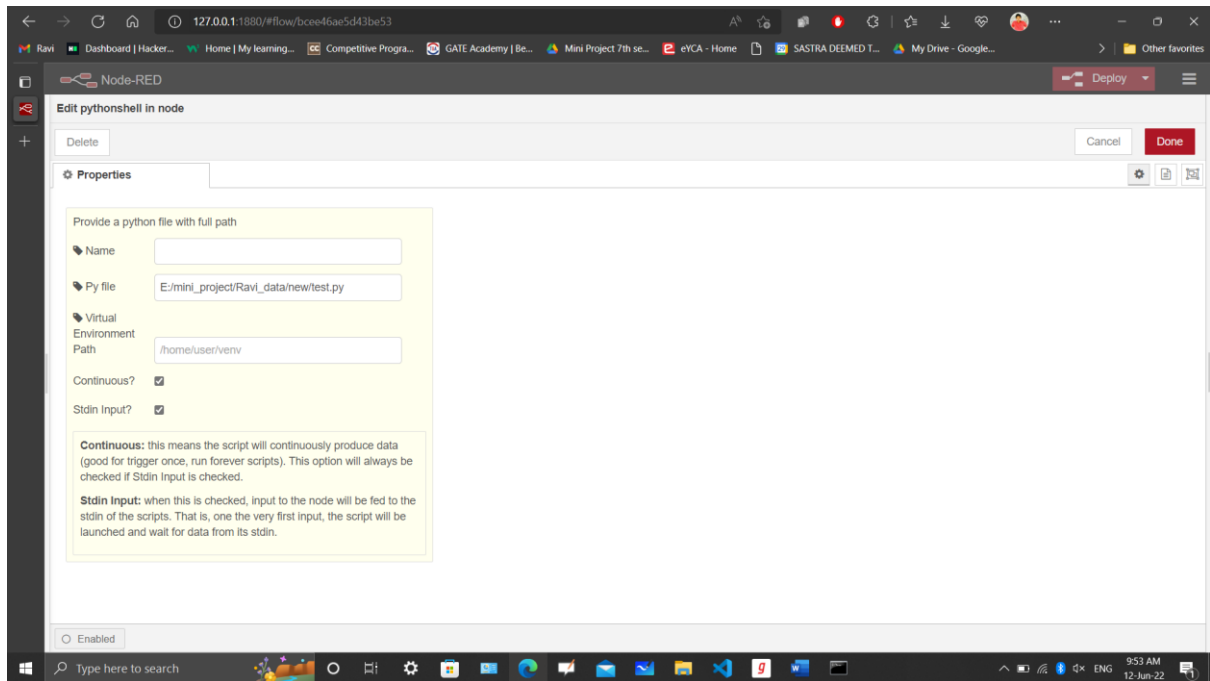 127.0.0.1:1880/#flow/bcee46ae5d43be53
Ravi
Dashboard | Hacker...
Home | My learning...
Competitive Progra...
GATE Academy | Be...
Mini Project 7th se...
eYCA - Home
SASTRA DEEMED T...
My Drive - Google...
Other favorites
Node-RED
Deploy
Edit pythonshell in node
Delete
Cancel
Done
Properties
Provide a python file with full path
Name
Py file
E:/mini_project/Ravi_data/new/test.py
Virtual
Environment
Path
/home/user/venv
Continuous?
Stdin Input?
Continuous: this means the script will continuously produce data
(good for trigger once, run forever scripts). This option will always be
checked if Stdin Input is checked.
Stdin Input: when this is checked, input to the node will be fed to the
stdin of the scripts. That is, one the very first input, the script will be
launched and wait for data from its stdin.
Enabled
Type here to search
ENG
9:53 AM
12-Jun-22